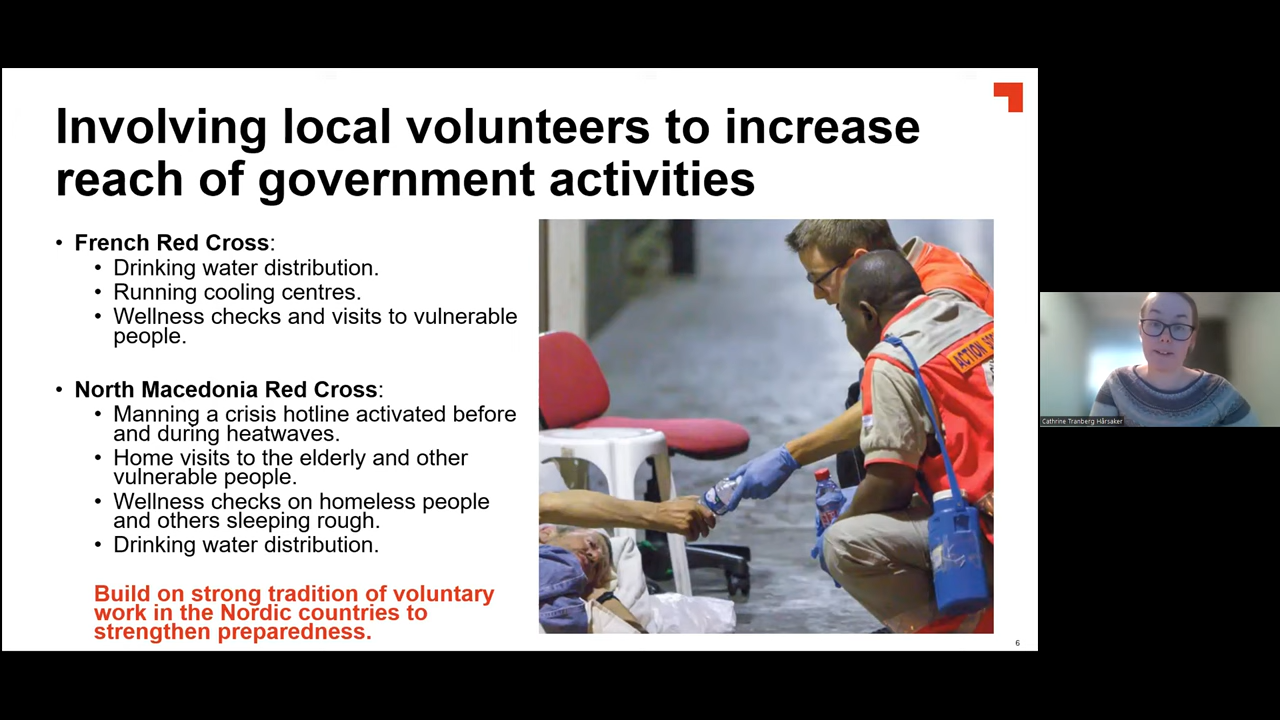 Involving local volunteers to increase
reach of government activities
• French Red Cross:
• Drinking water distribution.
• Running cooling centres.
• Wellness checks and visits to vulnerable
people.
• North Macedonia Red Cross:
• Manning a crisis hotline activated before
and during heatwaves.
• Home visits to the elderly and other
vulnerable people.
• Wellness checks on homeless people
and others sleeping rough.
• Drinking water distribution.
Build on strong tradition of voluntary
work in the Nordic countries to
strengthen preparedness.
ACTION
6
Cathrine Tranberg Hårsaker